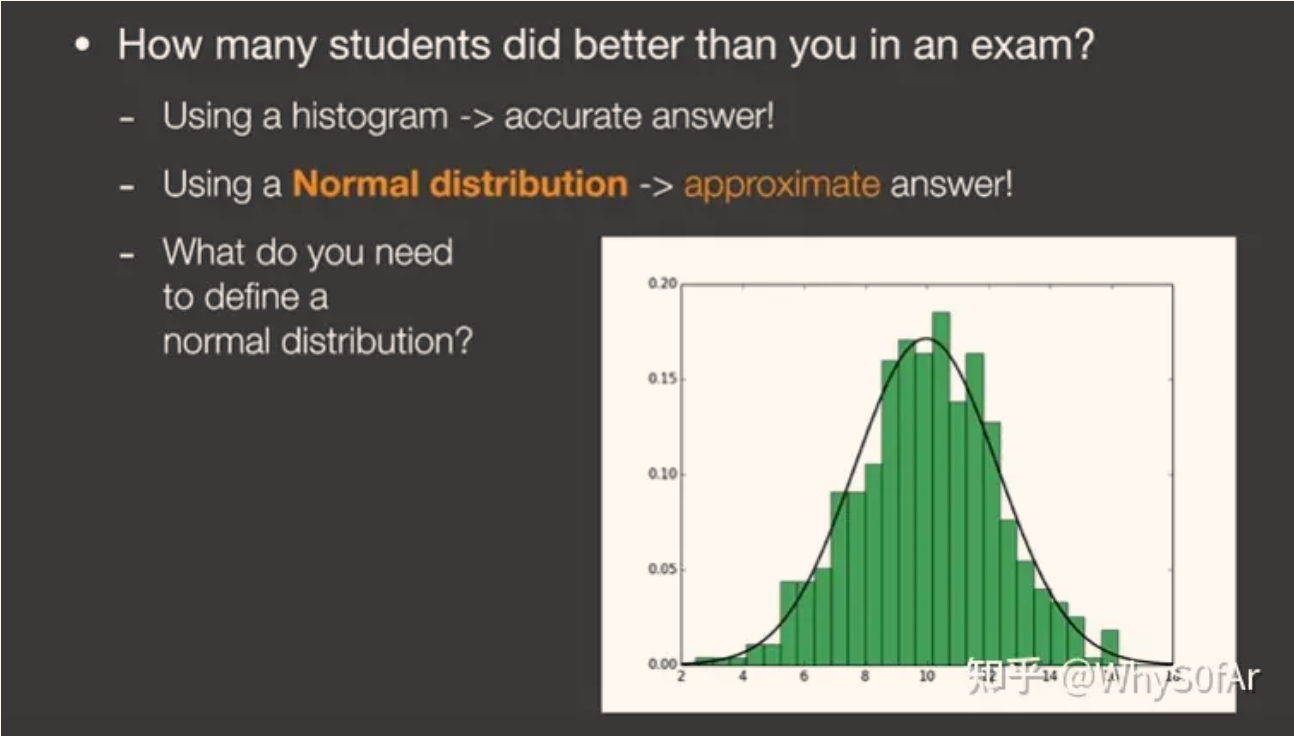 • How many students did better than you in an exam?
- Using a histogram -> accurate answer!
- Using a Normal distribution -> approximate answer!
- What do you need
to define a
normal distribution?
0.20
0.15
0.10
0.05
0.00
2 4 6 8 10 12 14 16 18
知乎 @WhyS0fAr